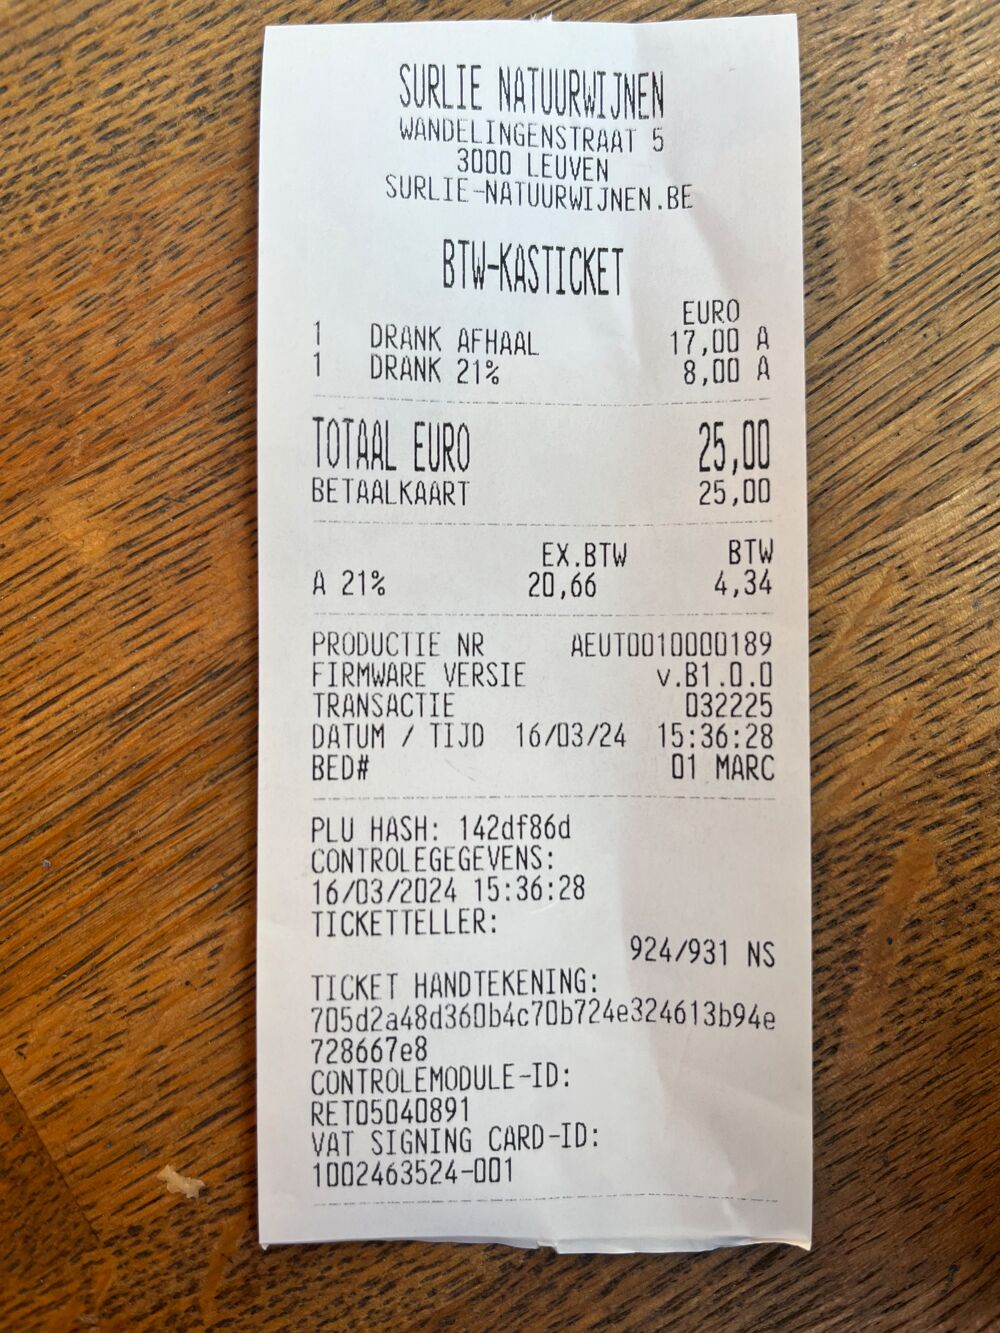 SURLIE NATUURWIJNEN
WANDELINGENSTRAAT 5
3000 LEUVEN
SURLIE-NATUURWIJNEN.BE
BTW-KASTICKET
EURO
1 DRANK AFHAAL 17,00 A
1 DRANK 21% 8,00 A
TOTAAL EURO 25,00
BETAALKAART 25,00
EX.BTW BTW
A 21% 20,66 4,34
PRODUCTIE NR AEUT0010000189
FIRMWARE VERSIE v.B1.0.0
TRANSACTIE 032225
DATUM / TIJD 16/03/24 15:36:28
BED# 01 MARC
PLU HASH: 142df86d
CONTROLEGEGEVENS:
16/03/2024 15:36:28
TICKETTELLER:
924/931 NS
TICKET HANDTEKENING:
705d2a48d360b4c70b724e324613b94e
728667e8
CONTROLEMODULE-ID:
RET05040891
VAT SIGNING CARD-ID:
1002463524-001